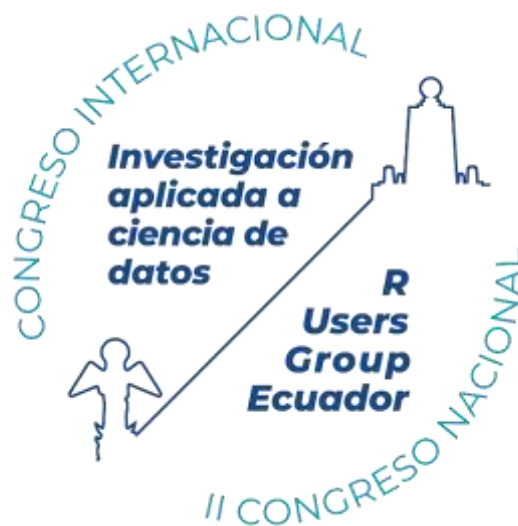 CONGRESO INTERNACIONAL
Investigación
aplicada a
ciencia de
datos
R
Users
Group
Ecuador
II CONGRESO NACIONAL